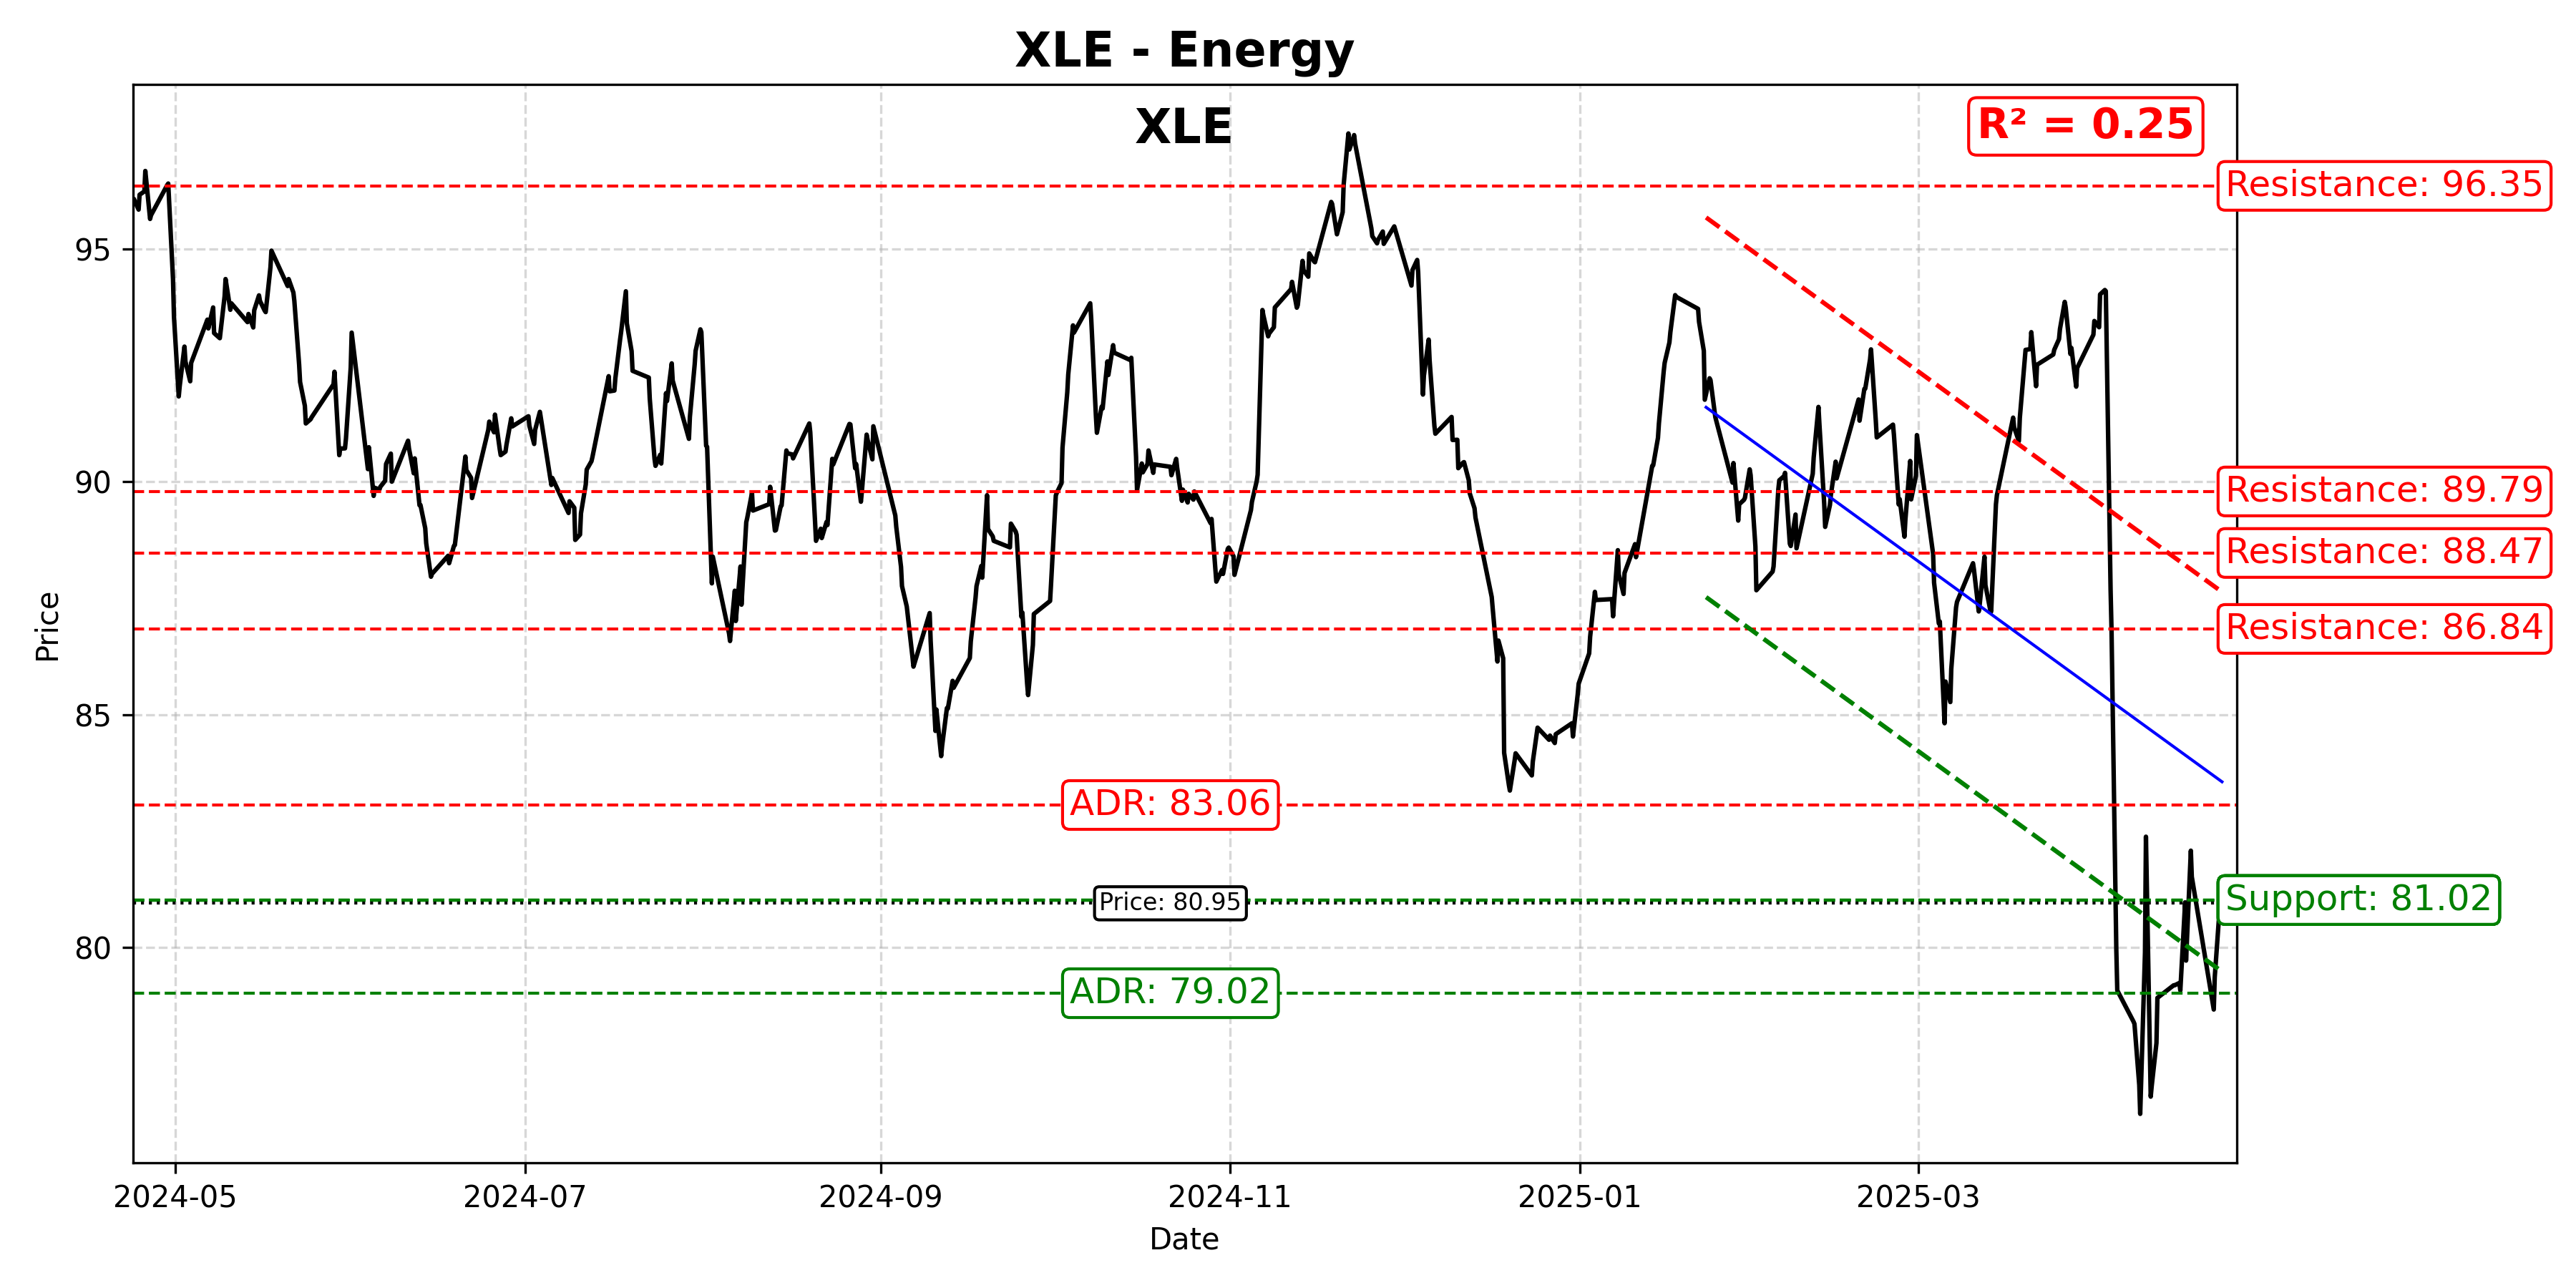 XLE - Energy
XLE
R² = 0.25
Resistance: 96.35
95
90
Resistance: 89.79
Resistance: 88.47
Resistance: 86.84
Price
85
ADR: 83.06
Price: 80.95
Support: 81.02
80
ADR: 79.02
2024-05 2024-07 2024-09 2024-11 2025-01 2025-03
Date